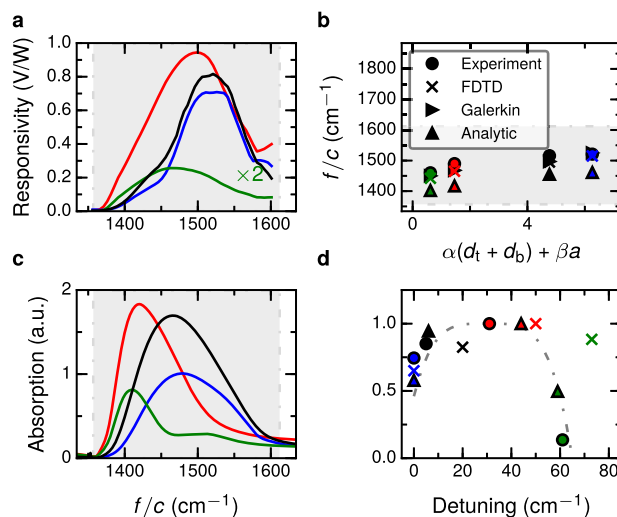 a
Responsivity (V/W)
1.0
0.8
0.6
0.4
0.2
0.0
×2
1400
1500
1600
b
f/c (cm⁻¹)
1800
1700
1600
1500
1400
Experiment
FDTD
Galerkin
Analytic
0
4
α(dₜ + d_b) + βa
c
Absorption (a.u.)
2
1
0
1400
1500
1600
f/c (cm⁻¹)
d
1.0
0.5
0.0
0
20
40
60
80
Detuning (cm⁻¹)